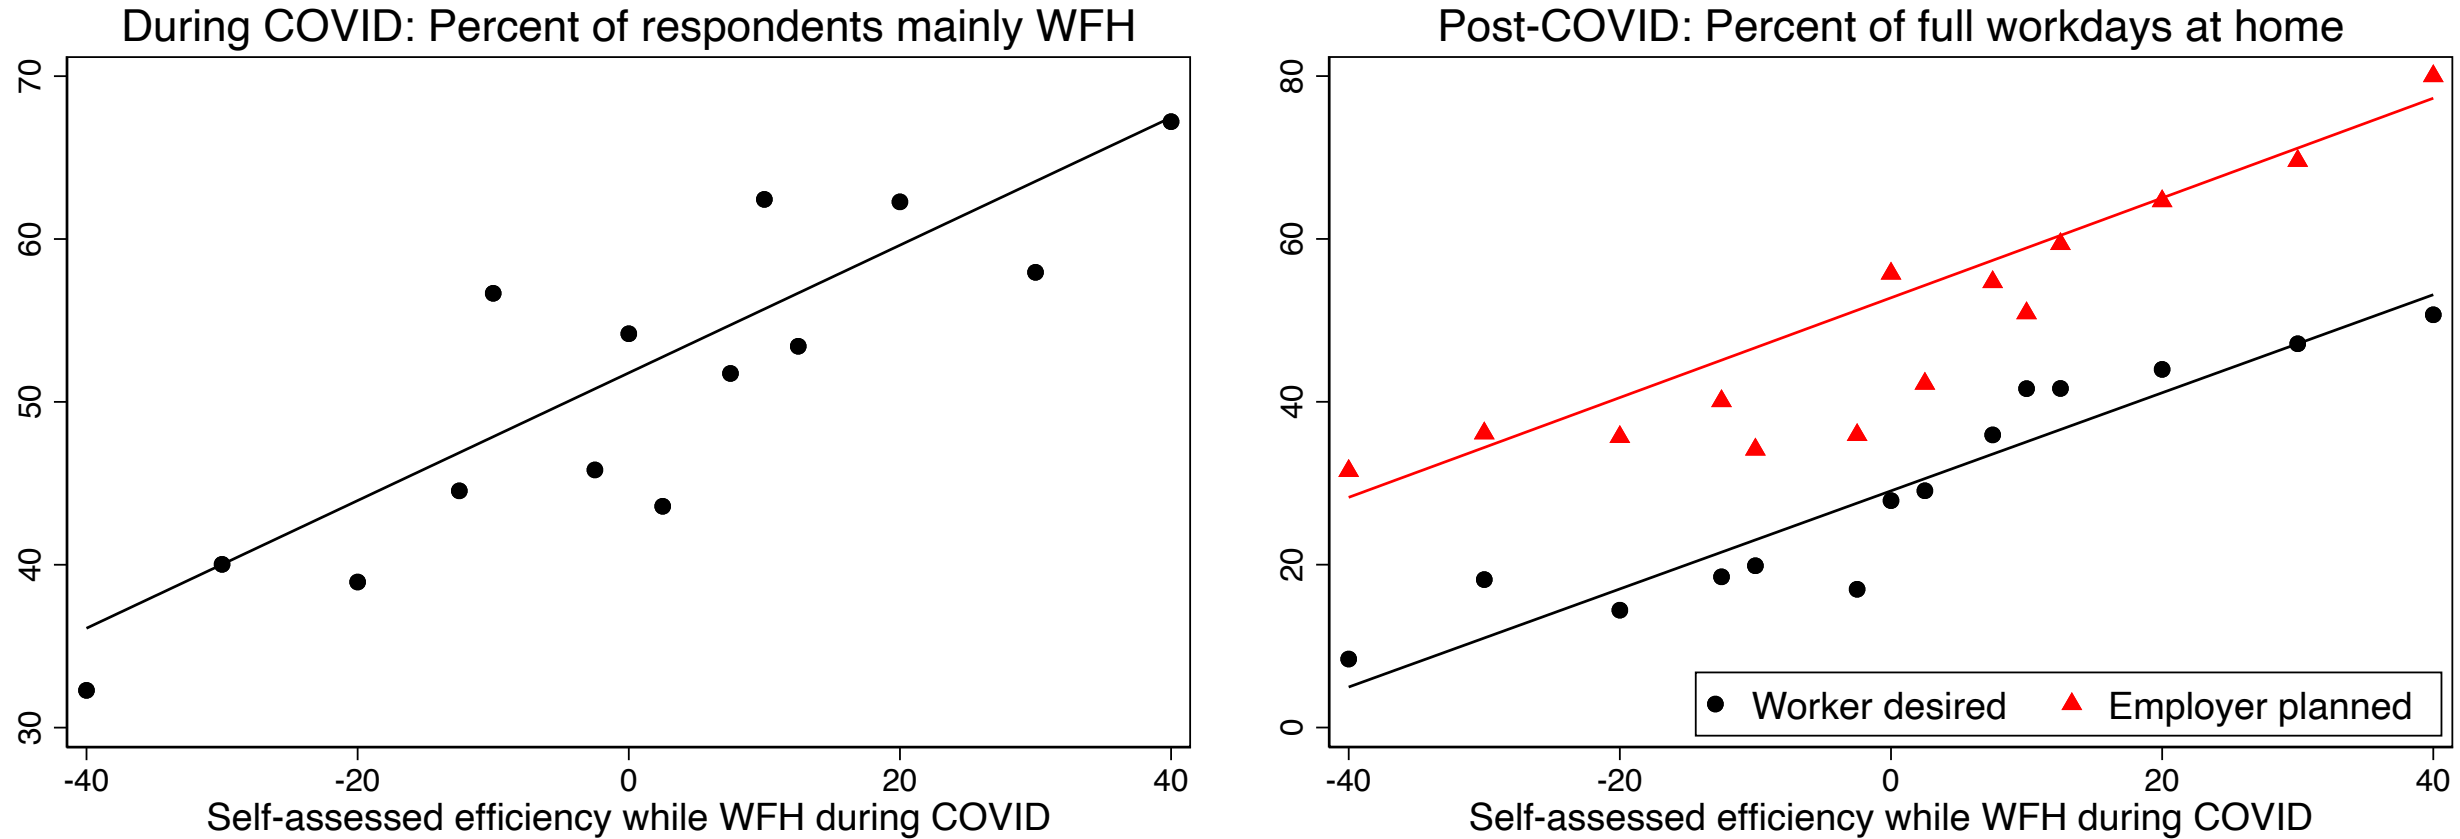 During COVID: Percent of respondents mainly WFH
70
60
50
40
30
-40 -20 0 20 40
Self-assessed efficiency while WFH during COVID
Post-COVID: Percent of full workdays at home
80
60
40
20
0
Worker desired Employer planned
-40 -20 0 20 40
Self-assessed efficiency while WFH during COVID